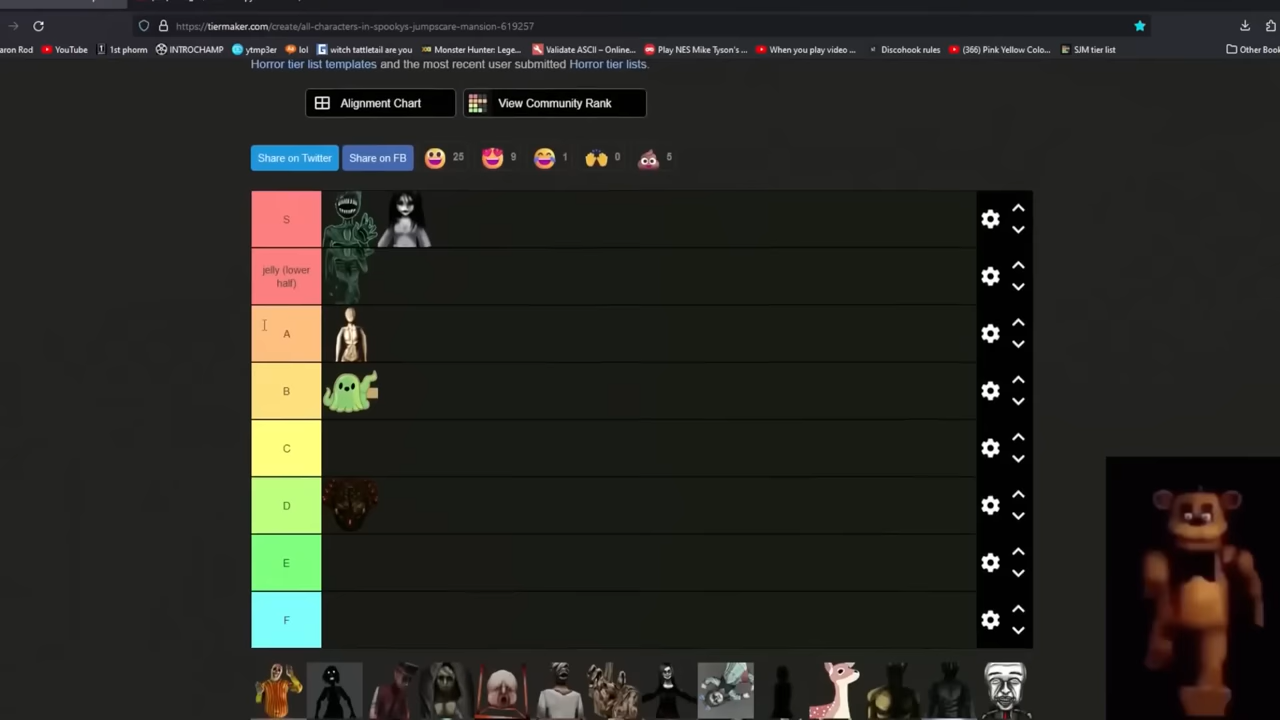 https://tiermaker.com/create/all-characters-in-spookys-jumpscare-mansion-619257
aron Rod YouTube 1st phorm INTROCHAMP ytmp3er lol witch tattletail are you Monster Hunter: Lege... Validate ASCII – Online... Play NES Mike Tyson's ... When you play video ... Discohook rules (366) Pink Yellow Colo... SJM tier list Other Boo
Horror tier list templates and the most recent user submitted Horror tier lists.
Alignment Chart View Community Rank
Share on Twitter Share on FB 25 9 1 0 5
S
jelly (lower
half)
A
B
C
D
E
F